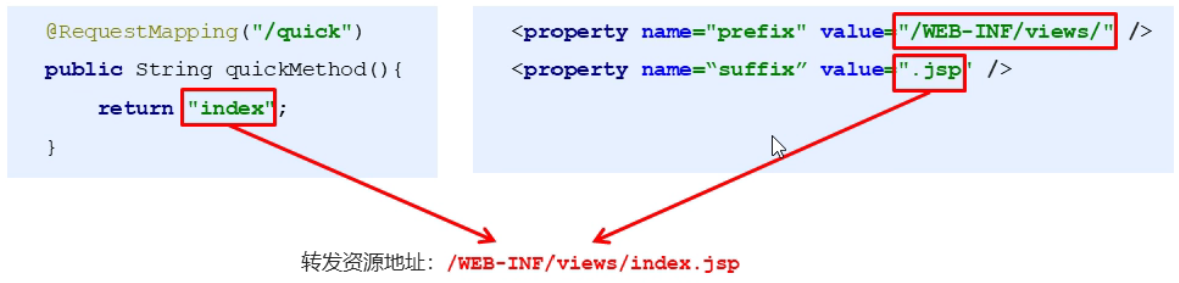 @RequestMapping("/quick")
public String quickMethod(){
return "index";
}
<property name="prefix" value="/WEB-INF/views/" />
<property name=“suffix” value=".jsp" />
转发资源地址：/WEB-INF/views/index.jsp